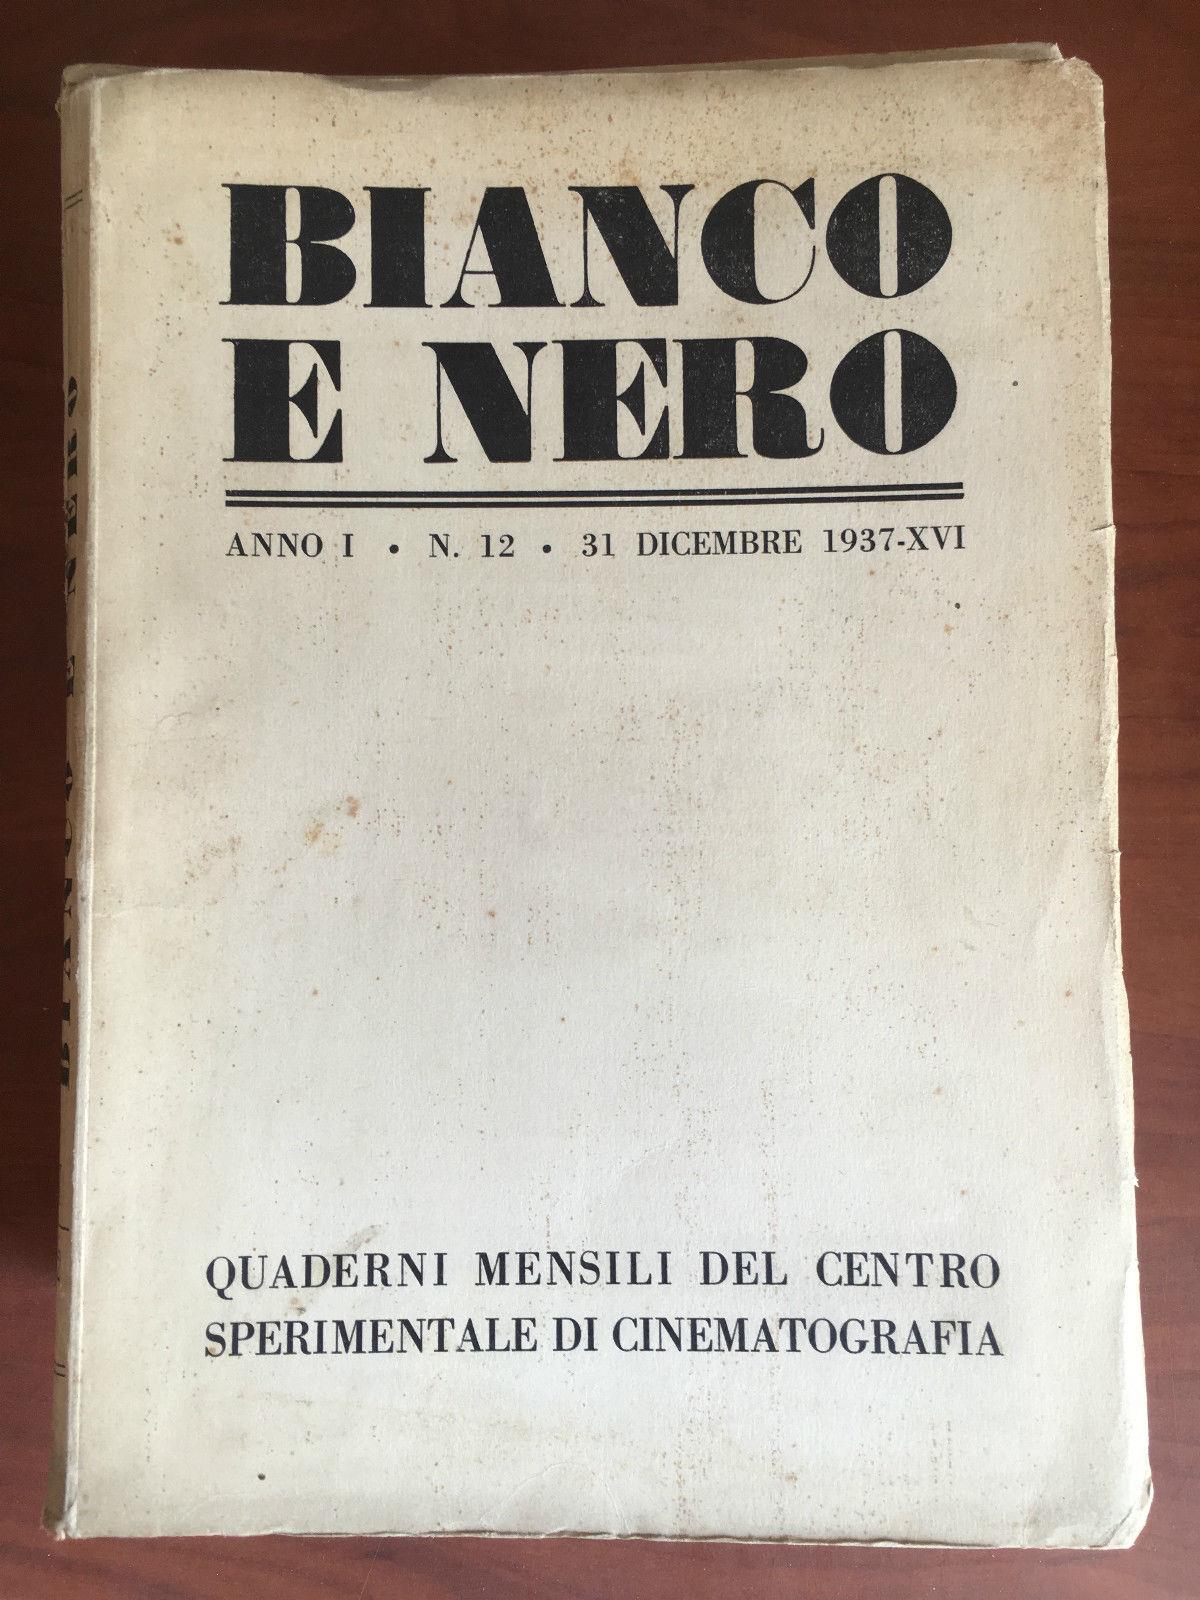 BIANCO
E NERO
ANNO I • N. 12 • 31 DICEMBRE 1937-XVI
QUADERNI MENSILI DEL CENTRO
SPERIMENTALE DI CINEMATOGRAFIA
BIANCO E NERO